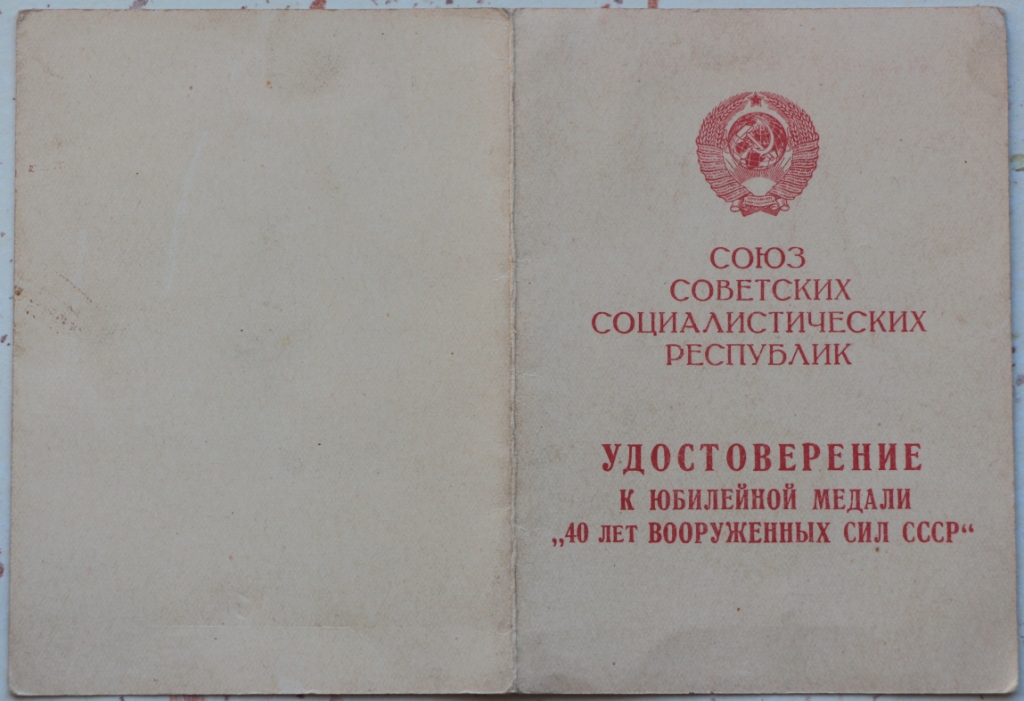 СОЮЗ
СОВЕТСКИХ
СОЦИАЛИСТИЧЕСКИХ
РЕСПУБЛИК
УДОСТОВЕРЕНИЕ
К ЮБИЛЕЙНОЙ МЕДАЛИ
„40 ЛЕТ ВООРУЖЕННЫХ СИЛ СССР“